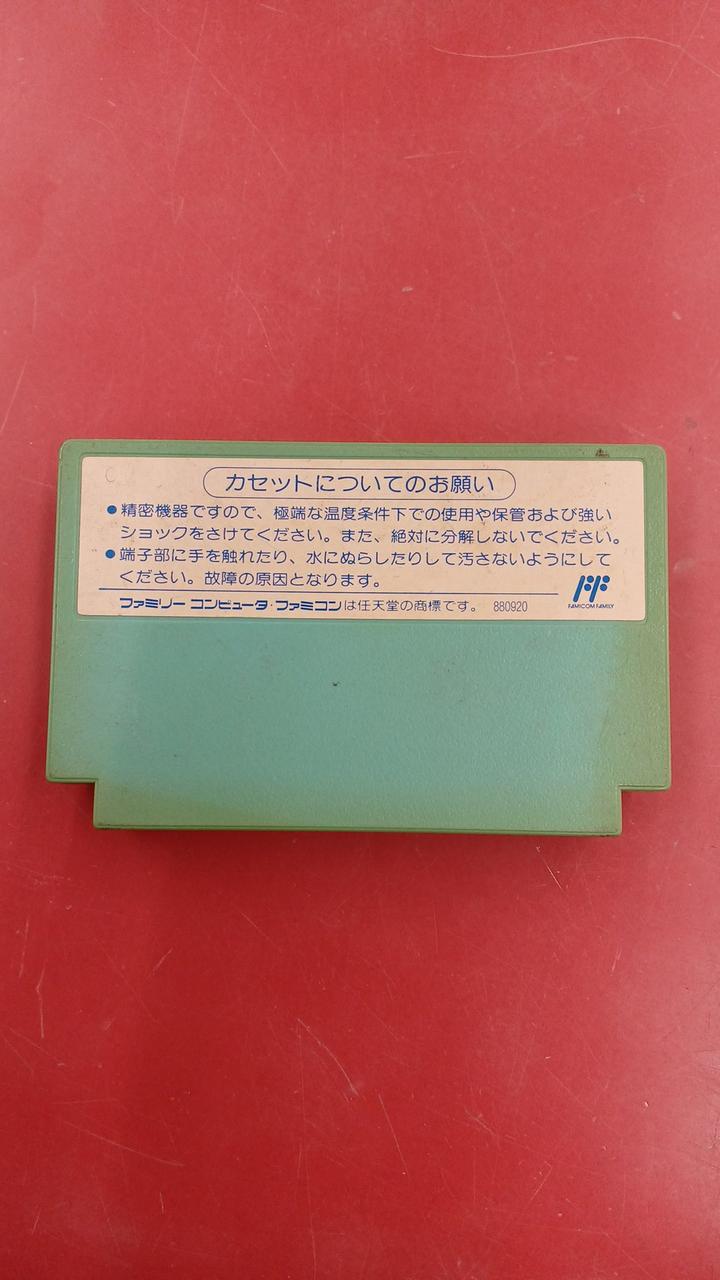 カセットについてのお願い
●精密機器ですので、極端な温度条件下での使用や保管および強い
ショックをさけてください。また、絶対に分解しないでください。
●端子部に手を触れたり、水にぬらしたりして汚さないようにして
ください。故障の原因となります。
ファミリー コンピュータ・ファミコンは任天堂の商標です。 880920
FAMICOM FAMILY